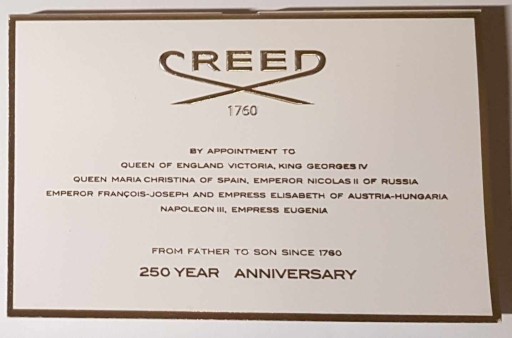 CREED
1760
BY APPOINTMENT TO
QUEEN OF ENGLAND VICTORIA, KING GEORGES IV
QUEEN MARIA CHRISTINA OF SPAIN, EMPEROR NICOLAS II OF RUSSIA
EMPEROR FRANÇOIS-JOSEPH AND EMPRESS ELISABETH OF AUSTRIA-HUNGARIA
NAPOLEON III, EMPRESS EUGENIA
FROM FATHER TO SON SINCE 1760
250 YEAR ANNIVERSARY